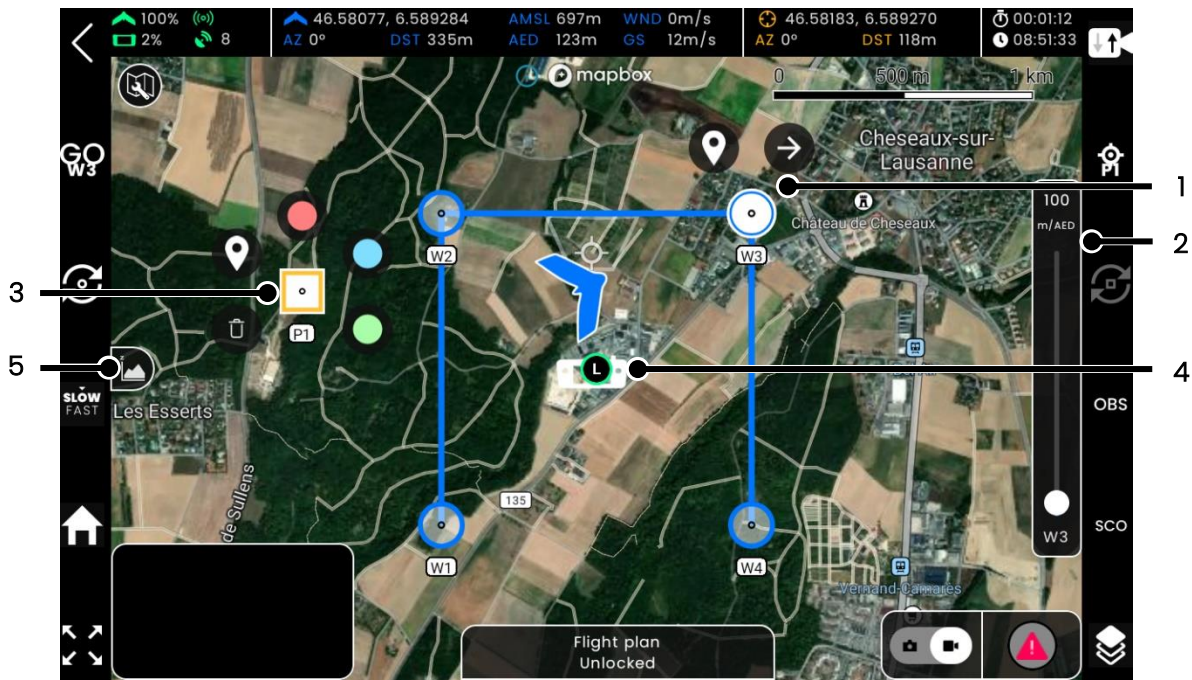 100% 46.58077, 6.589284 AMSL 697m WND 0m/s 46.58183, 6.589270 00:01:12
2% 8 AZ 0° DST 335m AED 123m GS 12m/s AZ 0° DST 118m 08:51:33
mapbox
0 500 m 1 km
GO
W3
P1
Cheseaux-sur-
Lausanne
1
100
m/AED
Château de Cheseaux
2
W2
W3
3
P1
L
4
5
SLOW
FAST
Les Esserts
OBS
de Sullens
135
SCO
W3
W1
W4
Vernand-Camares
Flight plan
Unlocked